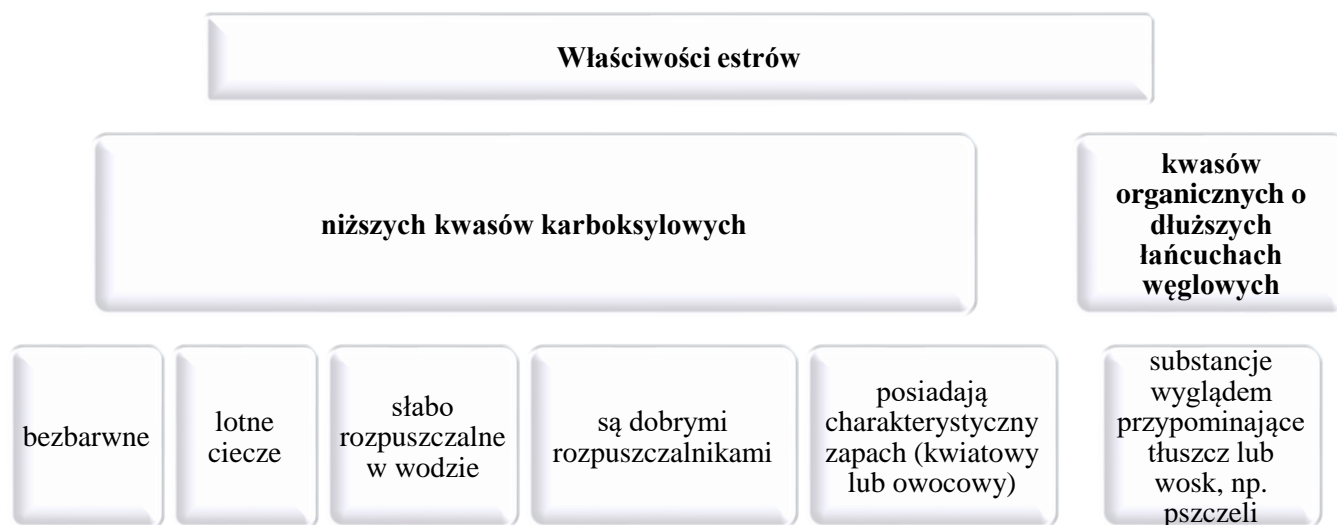 Właściwości estrów
niższych kwasów karboksylowych
kwasów
organicznych o
dłuższych
łańcuchach
węglowych
bezbarwne
lotne
ciecze
słabo
rozpuszczalne
w wodzie
są dobrymi
rozpuszczalnikami
posiadają
charakterystyczny
zapach (kwiatowy
lub owocowy)
substancje
wyglądem
przypominające
tłuszcz lub
wosk, np.
pszczeli